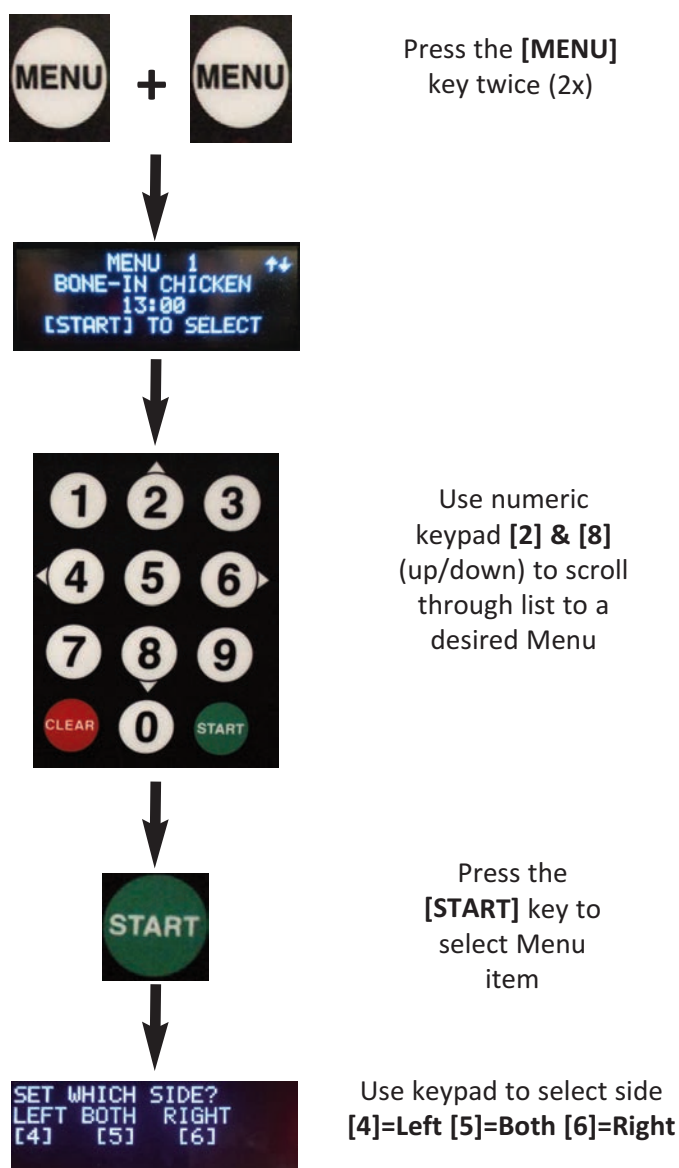 MENU + MENU
Press the [MENU]
key twice (2x)
MENU 1 ↑↓
BONE-IN CHICKEN
13:00
[START] TO SELECT
1 2 3
4 5 6
7 8 9
CLEAR 0 START
Use numeric
keypad [2] & [8]
(up/down) to scroll
through list to a
desired Menu
START
Press the
[START] key to
select Menu
item
SET WHICH SIDE?
LEFT BOTH RIGHT
[4] [5] [6]
Use keypad to select side
[4]=Left [5]=Both [6]=Right